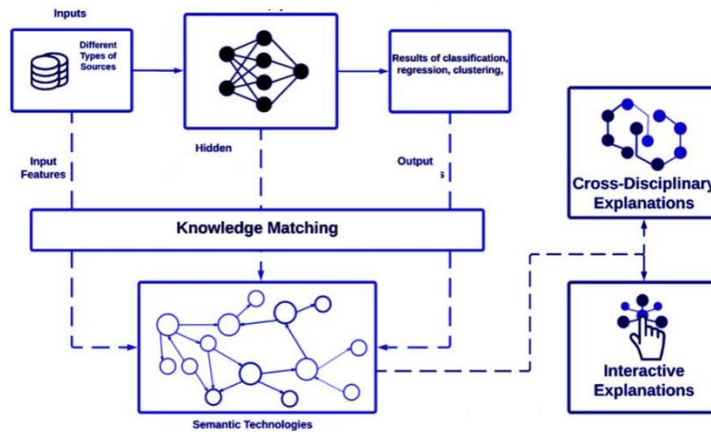 Inputs
Different
Types of
Sources
Results of classification,
regression, clustering,
Input
Features
Hidden
Output
s
Knowledge Matching
Semantic Technologies
Cross-Disciplinary
Explanations
Interactive
Explanations